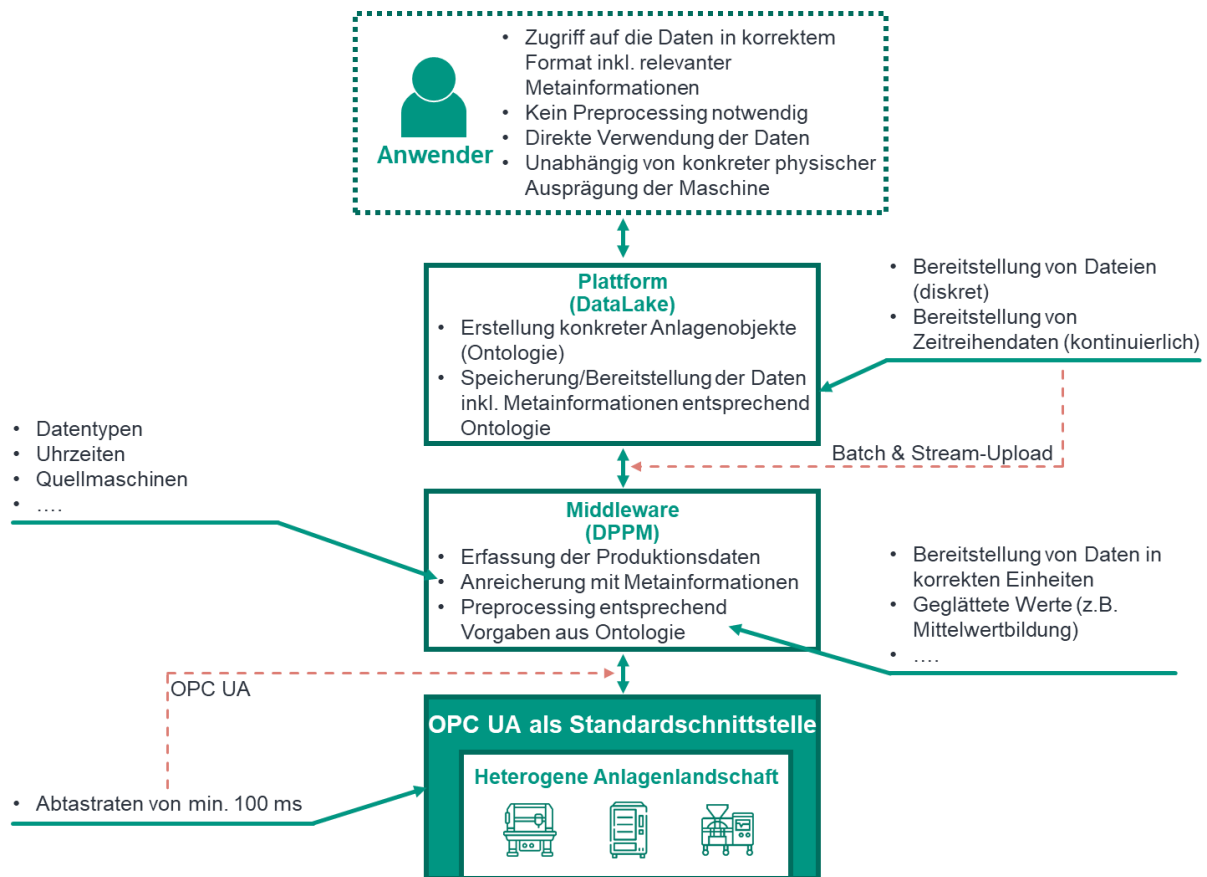 • Zugriff auf die Daten in korrektem
Format inkl. relevanter
Metainformationen
• Kein Preprocessing notwendig
• Direkte Verwendung der Daten
• Unabhängig von konkreter physischer
Ausprägung der Maschine
Anwender
Plattform
(DataLake)
• Erstellung konkreter Anlagenobjekte
(Ontologie)
• Speicherung/Bereitstellung der Daten
inkl. Metainformationen entsprechend
Ontologie
• Bereitstellung von Dateien
(diskret)
• Bereitstellung von
Zeitreihendaten (kontinuierlich)
Batch & Stream-Upload
• Datentypen
• Uhrzeiten
• Quellmaschinen
• ….
Middleware
(DPPM)
• Erfassung der Produktionsdaten
• Anreicherung mit Metainformationen
• Preprocessing entsprechend
Vorgaben aus Ontologie
• Bereitstellung von Daten in
korrekten Einheiten
• Geglättete Werte (z.B.
Mittelwertbildung)
• ….
OPC UA
OPC UA als Standardschnittstelle
Heterogene Anlagenlandschaft
• Abtastraten von min. 100 ms